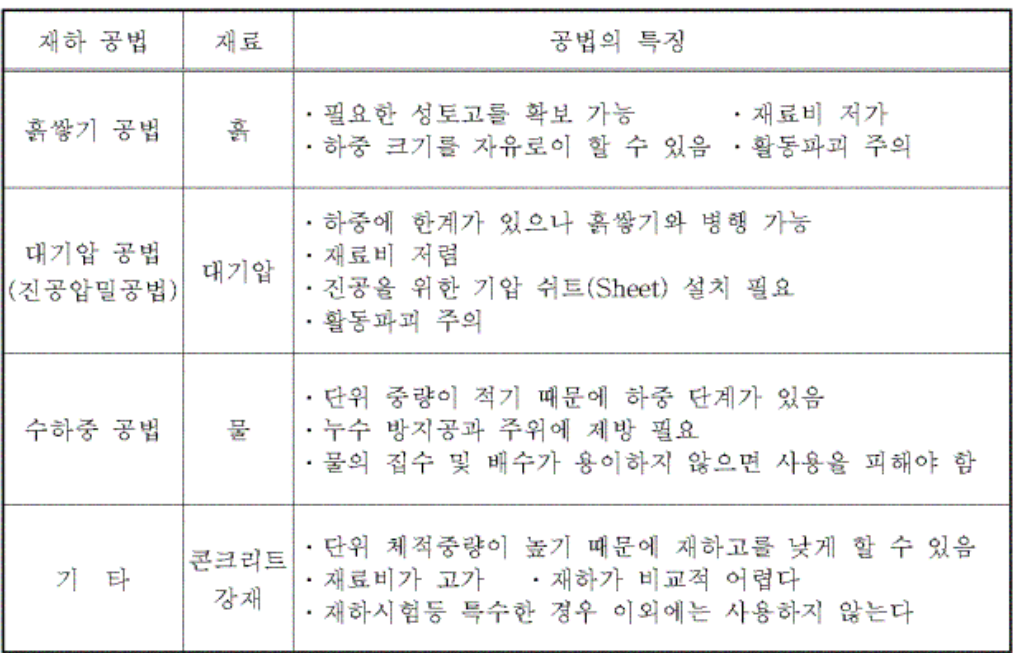 재하 공법 재료 공법의 특징
흙쌓기 공법 흙
· 필요한 성토고를 확보 가능 · 재료비 저가
· 하중 크기를 자유로이 할 수 있음 · 활동파괴 주의
대기압 공법
(진공압밀공법)
대기압
· 하중에 한계가 있으나 흙쌓기와 병행 가능
· 재료비 저렴
· 진공을 위한 기압 쉬트(Sheet) 설치 필요
· 활동파괴 주의
수하중 공법 물
· 단위 중량이 적기 때문에 하중 단계가 있음
· 누수 방지공과 주위에 제방 필요
· 물의 집수 및 배수가 용이하지 않으면 사용을 피해야 함
기 타
콘크리트
강재
· 단위 체적중량이 높기 때문에 재하고를 낮게 할 수 있음
· 재료비가 고가 · 재하가 비교적 어렵다
· 재하시험등 특수한 경우 이외에는 사용하지 않는다